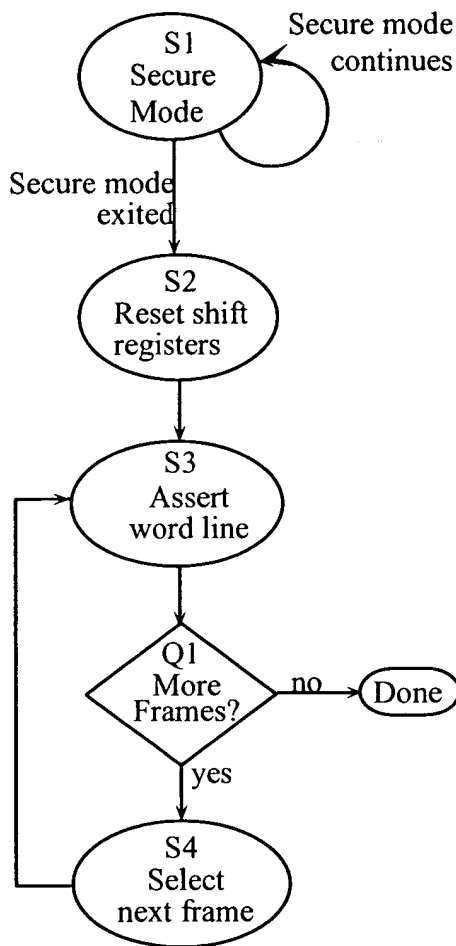 S1
Secure
Mode
Secure mode
continues
Secure mode
exited
S2
Reset shift
registers
S3
Assert
word line
Q1
More
Frames?
no
Done
yes
S4
Select
next frame